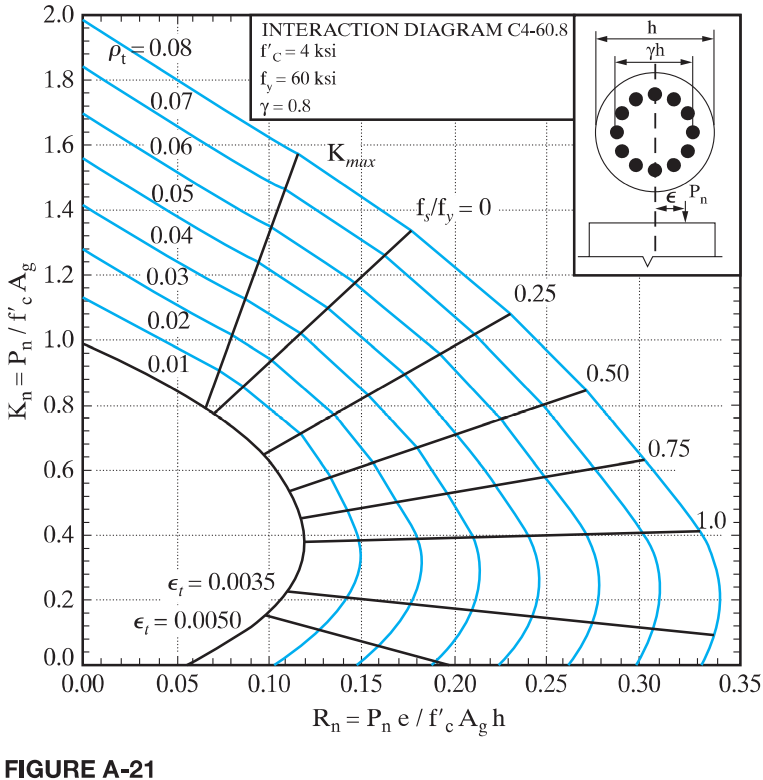 INTERACTION DIAGRAM C4-60.8
f′C = 4 ksi
fy = 60 ksi
γ = 0.8
h
γh
ϵ
Pn
2.0
1.8
1.6
1.4
1.2
1.0
0.8
0.6
0.4
0.2
0.0
Kn = Pn / f′c Ag
ρt = 0.08
0.07
0.06
0.05
0.04
0.03
0.02
0.01
Kmax
fs/fy = 0
0.25
0.50
0.75
1.0
ϵt = 0.0035
ϵt = 0.0050
0.00
0.05
0.10
0.15
0.20
0.25
0.30
0.35
Rn = Pn e / f′c Ag h
FIGURE A-21